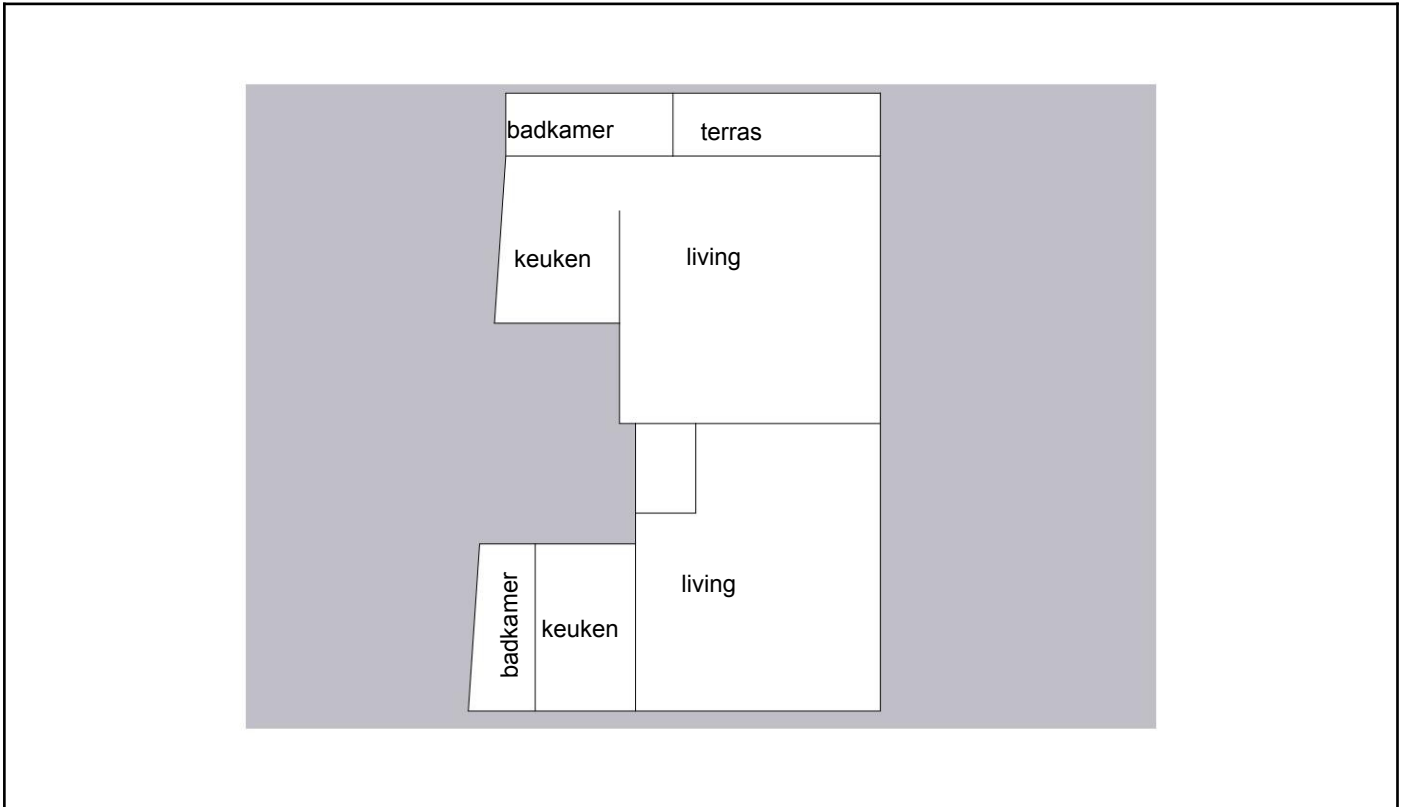 badkamer
terras
keuken
living
living
badkamer
keuken